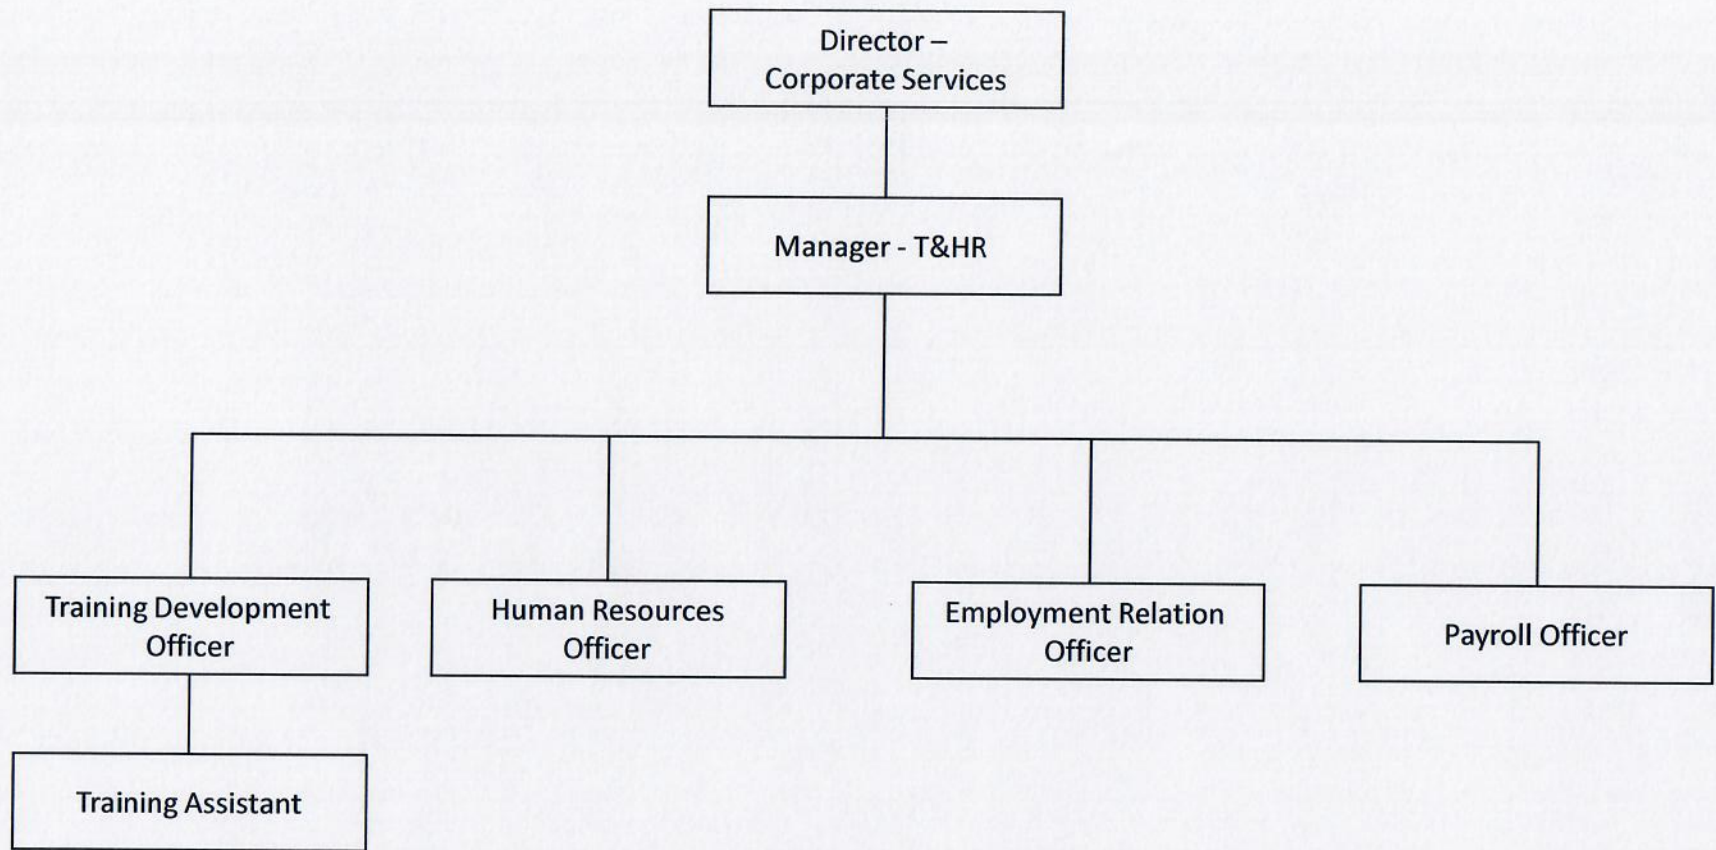 Director –
Corporate Services
Manager - T&HR
Training Development
Officer
Human Resources
Officer
Employment Relation
Officer
Payroll Officer
Training Assistant